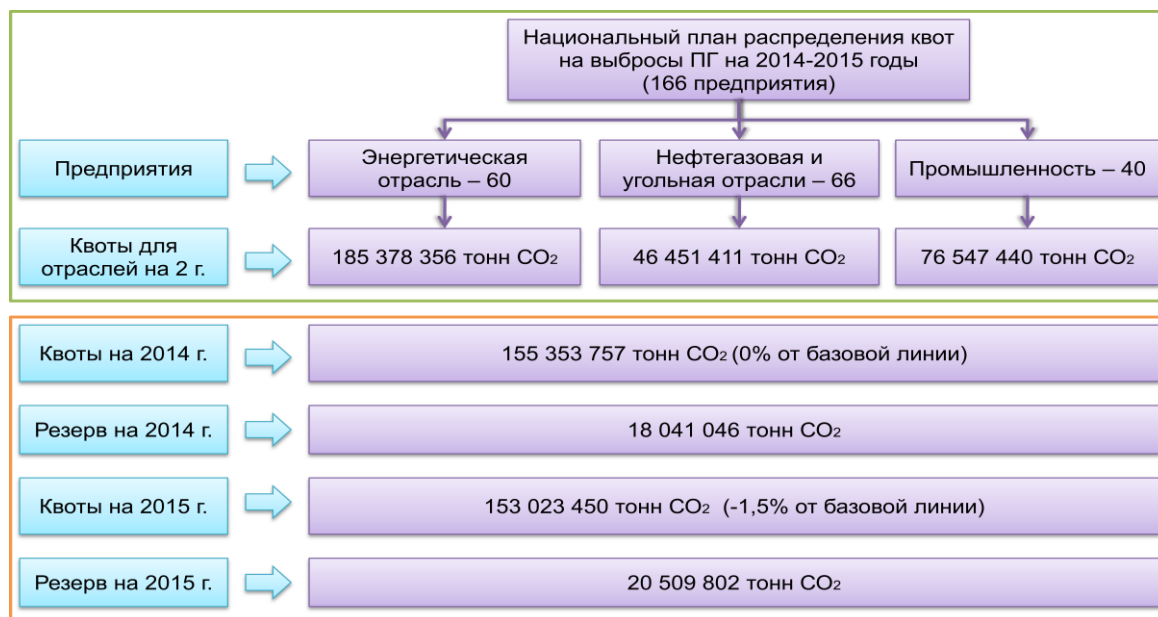 Национальный план распределения квот
на выбросы ПГ на 2014-2015 годы
(166 предприятия)
Предприятия
Энергетическая
отрасль – 60
Нефтегазовая и
угольная отрасли – 66
Промышленность – 40
Квоты для
отраслей на 2 г.
185 378 356 тонн CO₂
46 451 411 тонн CO₂
76 547 440 тонн CO₂
Квоты на 2014 г.
155 353 757 тонн CO₂ (0% от базовой линии)
Резерв на 2014 г.
18 041 046 тонн CO₂
Квоты на 2015 г.
153 023 450 тонн CO₂ (-1,5% от базовой линии)
Резерв на 2015 г.
20 509 802 тонн CO₂